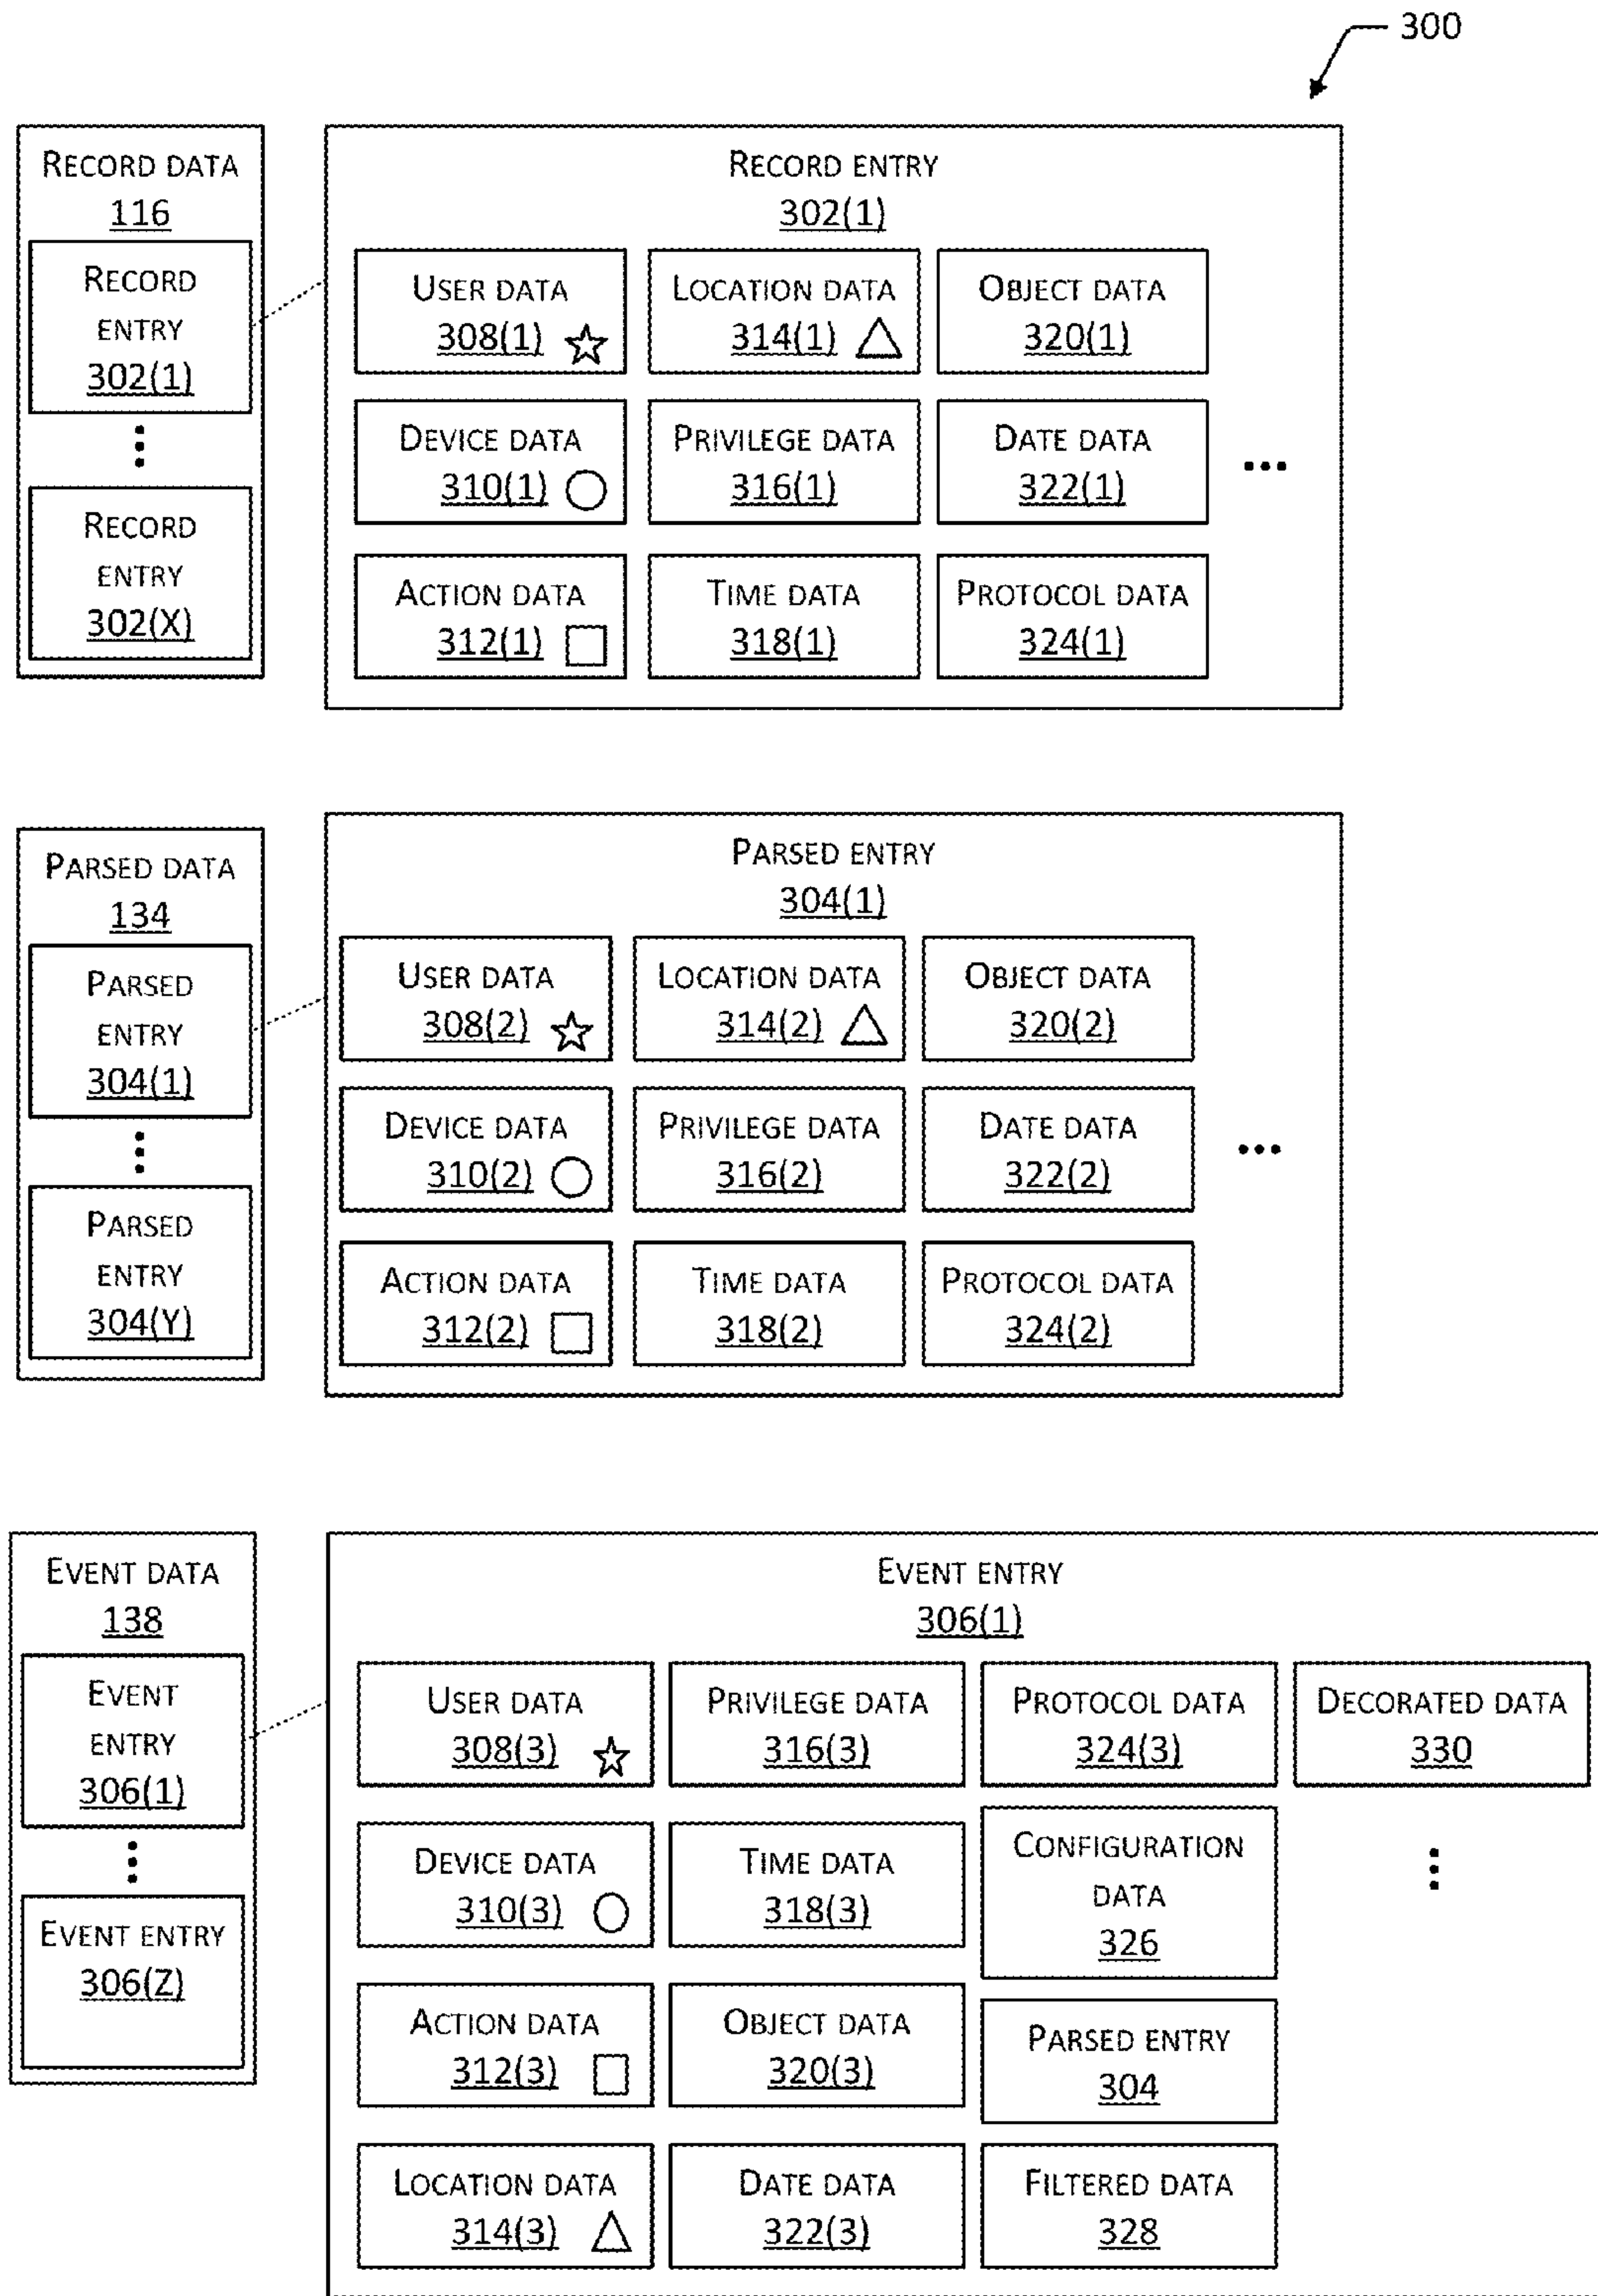 300
RECORD DATA
116
RECORD
ENTRY
302(1)
⋮
RECORD
ENTRY
302(X)
RECORD ENTRY
302(1)
USER DATA
308(1)
LOCATION DATA
314(1)
OBJECT DATA
320(1)
DEVICE DATA
310(1)
PRIVILEGE DATA
316(1)
DATE DATA
322(1)
...
ACTION DATA
312(1)
TIME DATA
318(1)
PROTOCOL DATA
324(1)
PARSED DATA
134
PARSED
ENTRY
304(1)
⋮
PARSED
ENTRY
304(Y)
PARSED ENTRY
304(1)
USER DATA
308(2)
LOCATION DATA
314(2)
OBJECT DATA
320(2)
DEVICE DATA
310(2)
PRIVILEGE DATA
316(2)
DATE DATA
322(2)
...
ACTION DATA
312(2)
TIME DATA
318(2)
PROTOCOL DATA
324(2)
EVENT DATA
138
EVENT
ENTRY
306(1)
⋮
EVENT ENTRY
306(Z)
EVENT ENTRY
306(1)
USER DATA
308(3)
PRIVILEGE DATA
316(3)
PROTOCOL DATA
324(3)
DECORATED DATA
330
DEVICE DATA
310(3)
TIME DATA
318(3)
CONFIGURATION
DATA
326
⋮
ACTION DATA
312(3)
OBJECT DATA
320(3)
PARSED ENTRY
304
LOCATION DATA
314(3)
DATE DATA
322(3)
FILTERED DATA
328